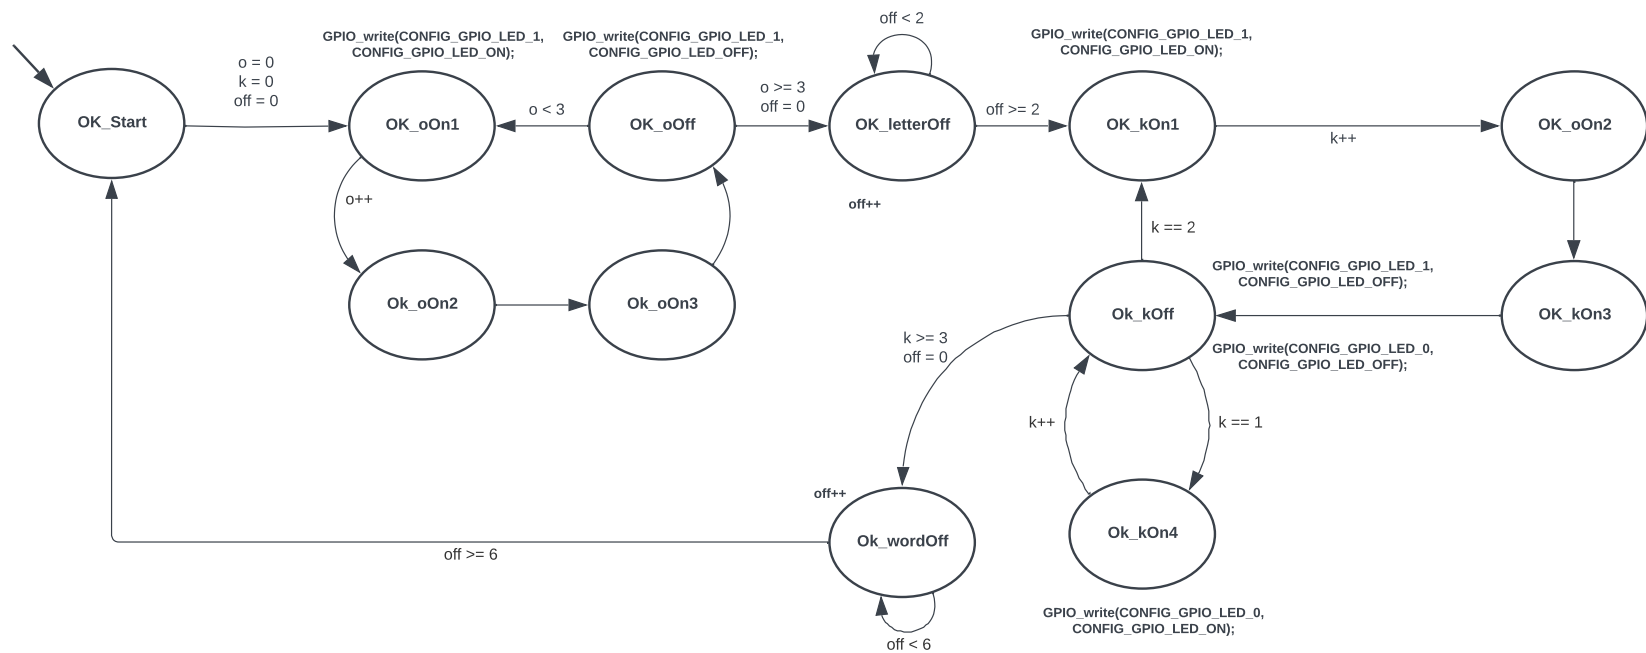 off < 2
GPIO_write(CONFIG_GPIO_LED_1,
CONFIG_GPIO_LED_ON);
GPIO_write(CONFIG_GPIO_LED_1,
CONFIG_GPIO_LED_OFF);
GPIO_write(CONFIG_GPIO_LED_1,
CONFIG_GPIO_LED_ON);
o = 0
k = 0
off = 0
o >= 3
off = 0
OK_Start
OK_oOn1
o < 3
OK_oOff
OK_letterOff
off >= 2
OK_kOn1
k++
OK_oOn2
o++
off++
k == 2
Ok_oOn2
Ok_oOn3
GPIO_write(CONFIG_GPIO_LED_1,
CONFIG_GPIO_LED_OFF);
Ok_kOff
OK_kOn3
k >= 3
off = 0
GPIO_write(CONFIG_GPIO_LED_0,
CONFIG_GPIO_LED_OFF);
k++
k == 1
off++
Ok_wordOff
Ok_kOn4
off >= 6
off < 6
GPIO_write(CONFIG_GPIO_LED_0,
CONFIG_GPIO_LED_ON);